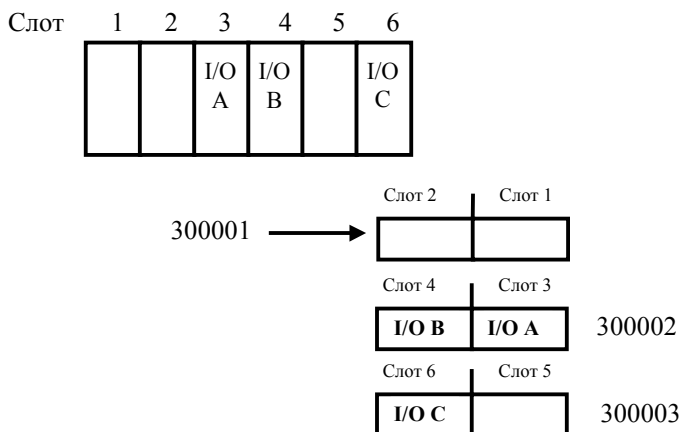 Слот 1 2 3 4 5 6
I/O I/O I/O
A B C
Слот 2 Слот 1
300001
Слот 4 Слот 3
I/O B I/O A 300002
Слот 6 Слот 5
I/O C 300003